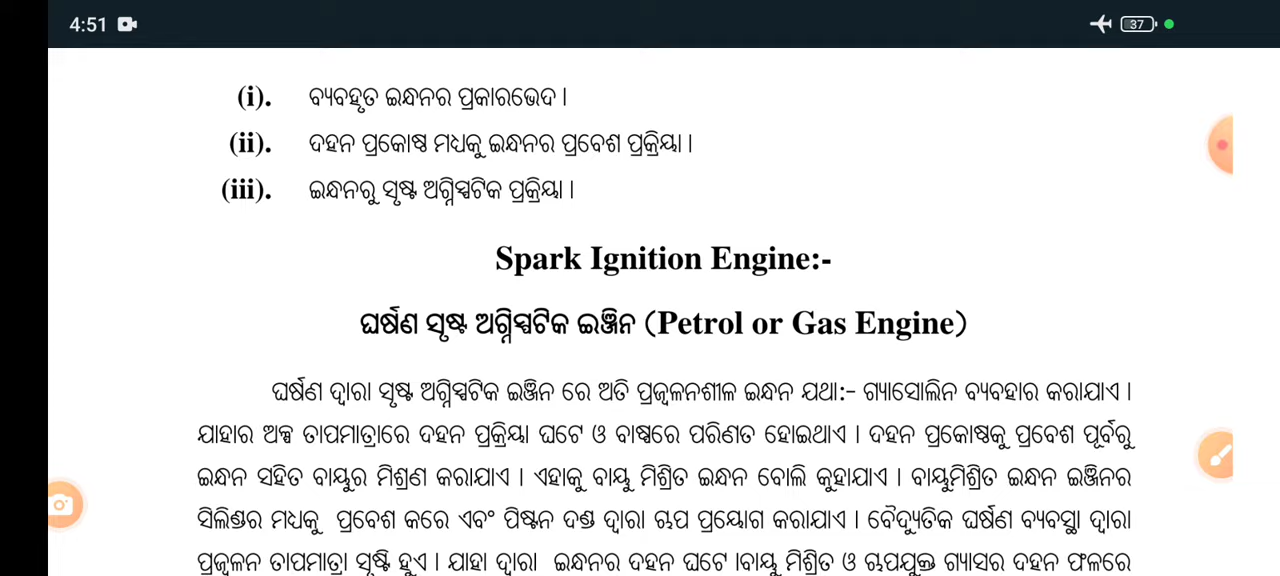 4:51
37
(i). ବ୍ୟବହୃତ ଇନ୍ଧନର ପ୍ରକାରଭେଦ ।
(ii). ଦହନ ପ୍ରକୋଷ୍ଠ ମଧ୍ୟକୁ ଇନ୍ଧନର ପ୍ରବେଶ ପ୍ରକ୍ରିୟା ।
(iii). ଇନ୍ଧନରୁ ସୃଷ୍ଟ ଅଗ୍ନିସ୍ଫଟିକ ପ୍ରକ୍ରିୟା ।
Spark Ignition Engine:-
ଘର୍ଷଣ ସୃଷ୍ଟ ଅଗ୍ନିସ୍ଫଟିକ ଇଞ୍ଜିନ (Petrol or Gas Engine)
ଘର୍ଷଣ ଦ୍ୱାରା ସୃଷ୍ଟ ଅଗ୍ନିସ୍ଫଟିକ ଇଞ୍ଜିନ ରେ ଅତି ପ୍ରଜ୍ୱଳନଶୀଳ ଇନ୍ଧନ ଯଥା:- ଗ୍ୟାସୋଲିନ ବ୍ୟବହାର କରାଯାଏ ।
ଯାହାର ଅଳ୍ପ ତାପମାତ୍ରାରେ ଦହନ ପ୍ରକ୍ରିୟା ଘଟେ ଓ ବାଷ୍ପରେ ପରିଣତ ହୋଇଥାଏ । ଦହନ ପ୍ରକୋଷ୍ଠକୁ ପ୍ରବେଶ ପୂର୍ବରୁ
ଇନ୍ଧନ ସହିତ ବାୟୁର ମିଶ୍ରଣ କରାଯାଏ । ଏହାକୁ ବାୟୁ ମିଶ୍ରିତ ଇନ୍ଧନ ବୋଲି କୁହାଯାଏ । ବାୟୁମିଶ୍ରିତ ଇନ୍ଧନ ଇଞ୍ଜିନର
ସିଲିଣ୍ଡର ମଧ୍ୟକୁ ପ୍ରବେଶ କରେ ଏବଂ ପିଷ୍ଟନ ଦଣ୍ଡ ଦ୍ୱାରା ଚାପ ପ୍ରୟୋଗ କରାଯାଏ । ବୈଦ୍ୟୁତିକ ଘର୍ଷଣ ବ୍ୟବସ୍ଥା ଦ୍ୱାରା
ପ୍ରଜ୍ୱଳନ ତାପମାତ୍ରା ସୃଷ୍ଟି ହୁଏ । ଯାହା ଦ୍ୱାରା ଇନ୍ଧନର ଦହନ ଘଟେ ।ବାୟୁ ମିଶ୍ରିତ ଓ ଚାପଯୁକ୍ତ ଗ୍ୟାସର ଦହନ ଫଳରେ